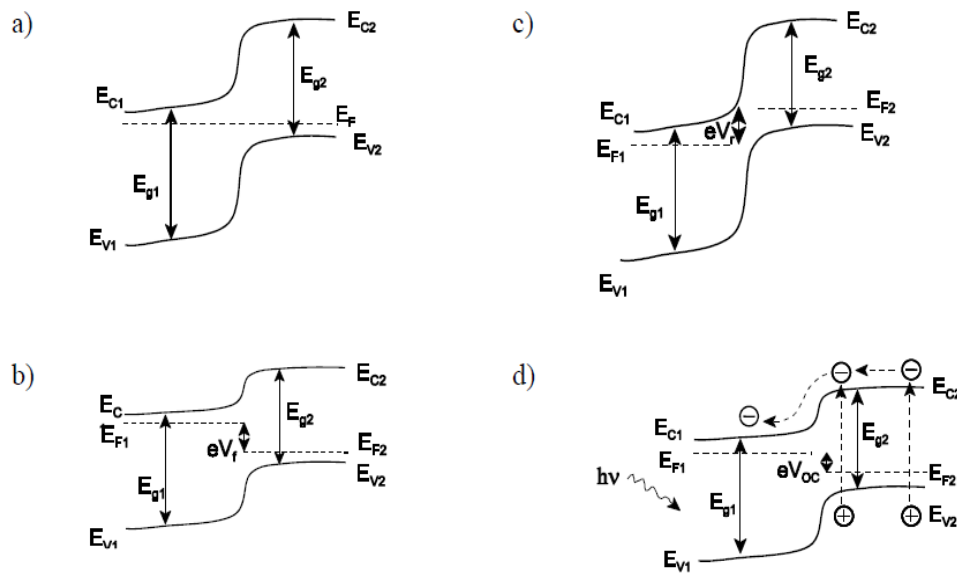 a)
E_C2
E_g2
E_C1
E_F
E_V2
E_g1
E_V1
c)
E_C2
E_g2
E_F2
E_C1
eV_r
E_V2
E_F1
E_g1
E_V1
b)
E_C2
E_C
E_g2
E_F1
eV_f
E_F2
E_V2
E_g1
E_V1
d)
− −
E_C2
−
E_C1
E_g2
E_F1
eV_OC
E_F2
hν
E_g1
+ +
E_V2
E_V1